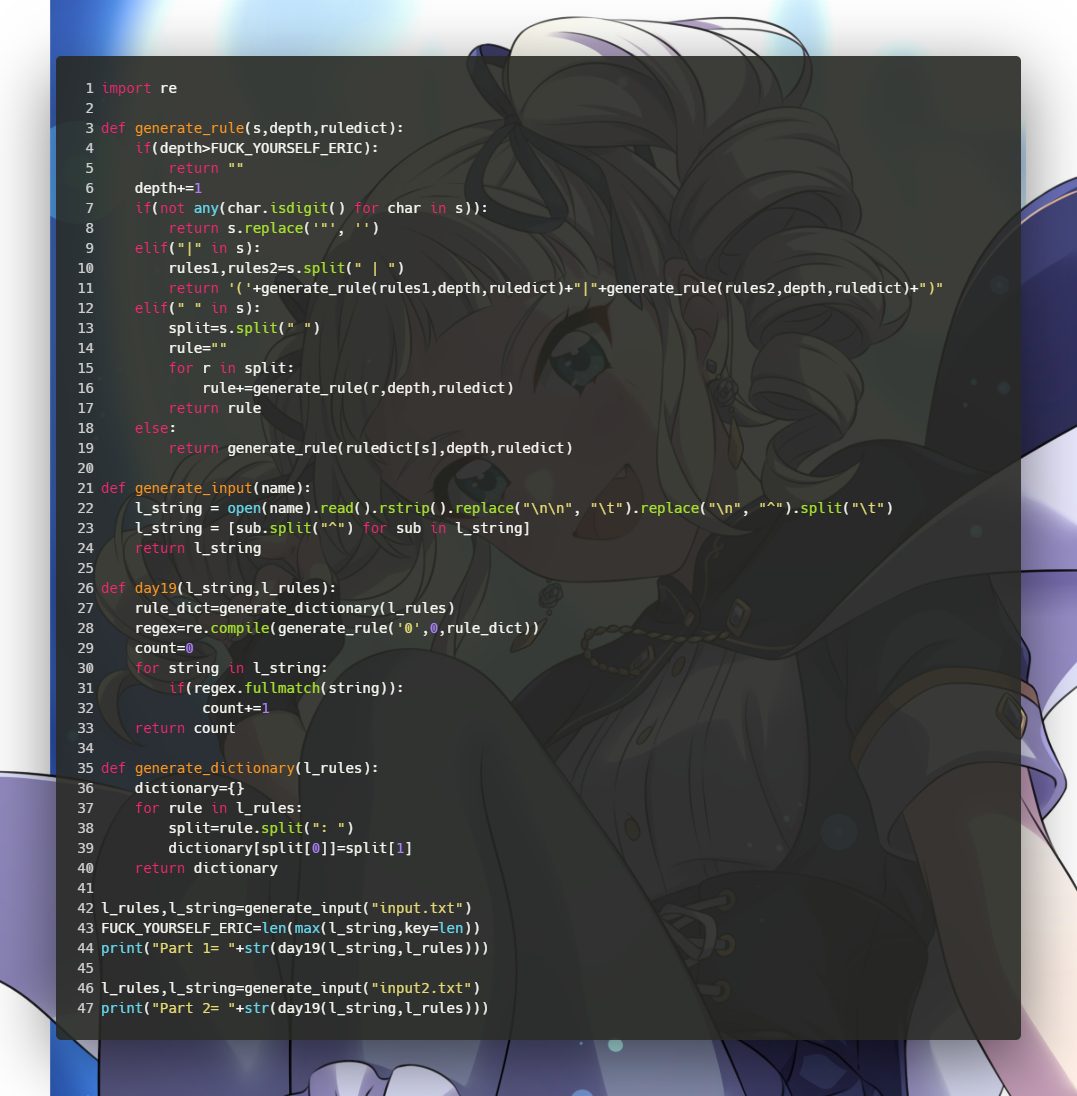 1 import re
2
3 def generate_rule(s,depth,ruledict):
4     if(depth>FUCK_YOURSELF_ERIC):
5         return ""
6     depth+=1
7     if(not any(char.isdigit() for char in s)):
8         return s.replace('"', '')
9     elif("|" in s):
10         rules1,rules2=s.split(" | ")
11         return '('+generate_rule(rules1,depth,ruledict)+"|"+generate_rule(rules2,depth,ruledict)+")"
12     elif(" " in s):
13         split=s.split(" ")
14         rule=""
15         for r in split:
16             rule+=generate_rule(r,depth,ruledict)
17         return rule
18     else:
19         return generate_rule(ruledict[s],depth,ruledict)
20
21 def generate_input(name):
22     l_string = open(name).read().rstrip().replace("\n\n", "\t").replace("\n", "^").split("\t")
23     l_string = [sub.split("^") for sub in l_string]
24     return l_string
25
26 def day19(l_string,l_rules):
27     rule_dict=generate_dictionary(l_rules)
28     regex=re.compile(generate_rule('0',0,rule_dict))
29     count=0
30     for string in l_string:
31         if(regex.fullmatch(string)):
32             count+=1
33     return count
34
35 def generate_dictionary(l_rules):
36     dictionary={}
37     for rule in l_rules:
38         split=rule.split(": ")
39         dictionary[split[0]]=split[1]
40     return dictionary
41
42 l_rules,l_string=generate_input("input.txt")
43 FUCK_YOURSELF_ERIC=len(max(l_string,key=len))
44 print("Part 1= "+str(day19(l_string,l_rules)))
45
46 l_rules,l_string=generate_input("input2.txt")
47 print("Part 2= "+str(day19(l_string,l_rules)))